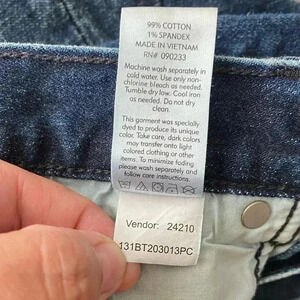 99% COTTON
1% SPANDEX
MADE IN VIETNAM
RN# 090233
Machine wash separately in
cold water. Use only non-
chlorine bleach as needed.
Tumble dry low. Cool iron
as needed. Do not dry
clean.
This garment was specially
dyed to produce its unique
color. Take care, dark colors
may transfer onto light
colored clothing or other
items. To minimize fading
please wash separately and
follow care instructions.
Vendor: 24210
131BT203013PC